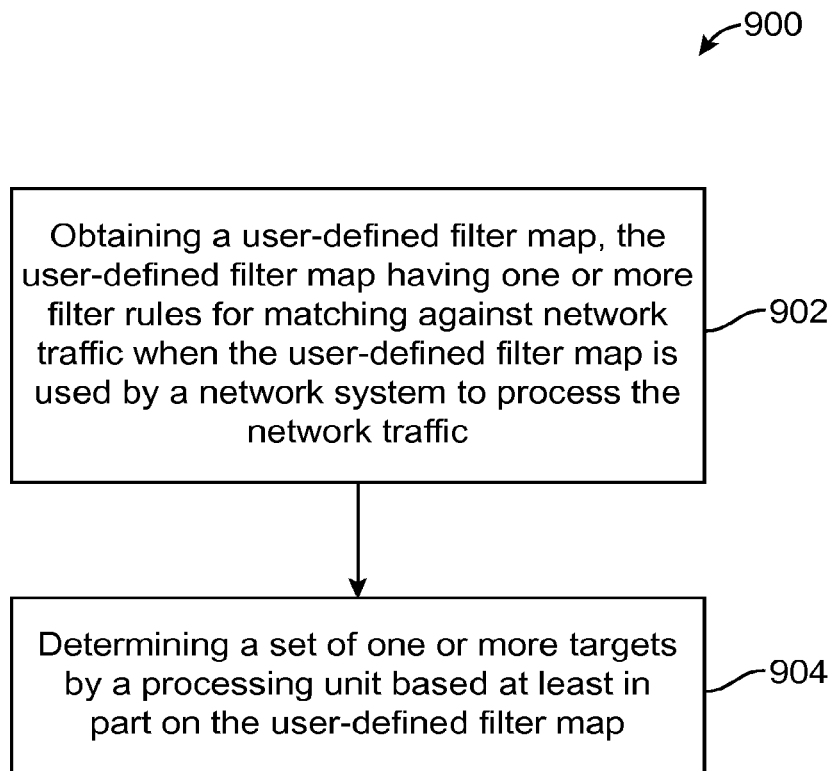 900
Obtaining a user-defined filter map, the
user-defined filter map having one or more
filter rules for matching against network
traffic when the user-defined filter map is
used by a network system to process the
network traffic
902
Determining a set of one or more targets
by a processing unit based at least in
part on the user-defined filter map
904